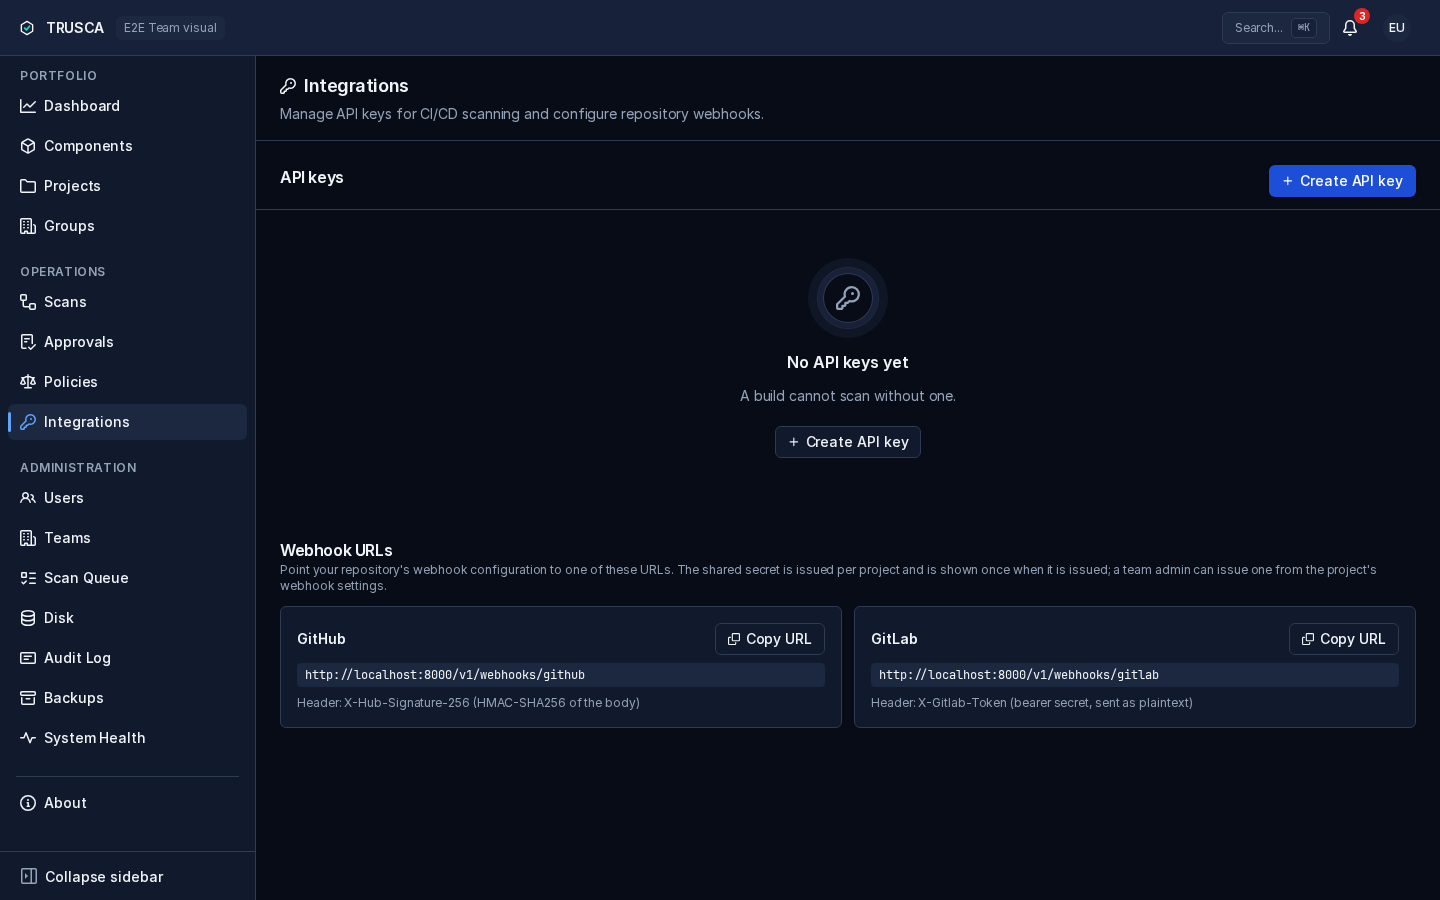 TRUSCA
E2E Team visual
Search...
⌘K
3
EU
PORTFOLIO
Dashboard
Components
Projects
Groups
OPERATIONS
Scans
Approvals
Policies
Integrations
ADMINISTRATION
Users
Teams
Scan Queue
Disk
Audit Log
Backups
System Health
About
Collapse sidebar
Integrations
Manage API keys for CI/CD scanning and configure repository webhooks.
API keys
+ Create API key
No API keys yet
A build cannot scan without one.
+ Create API key
Webhook URLs
Point your repository's webhook configuration to one of these URLs. The shared secret is issued per project and is shown once when it is issued; a team admin can issue one from the project's
webhook settings.
GitHub
Copy URL
http://localhost:8000/v1/webhooks/github
Header: X-Hub-Signature-256 (HMAC-SHA256 of the body)
GitLab
Copy URL
http://localhost:8000/v1/webhooks/gitlab
Header: X-Gitlab-Token (bearer secret, sent as plaintext)